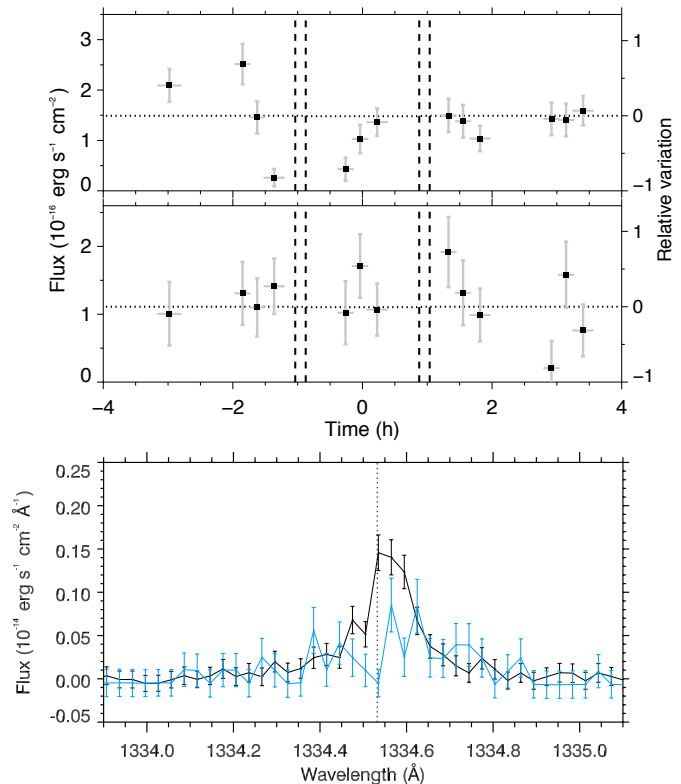 3
2
1
0
1
0
−1
Flux (10⁻¹⁶ erg s⁻¹ cm⁻²)
Relative variation
2
1
0
1
0
−1
−4 −2 0 2 4
Time (h)
0.25
0.20
0.15
0.10
0.05
0.00
-0.05
Flux (10⁻¹⁴ erg s⁻¹ cm⁻² Å⁻¹)
1334.0 1334.2 1334.4 1334.6 1334.8 1335.0
Wavelength (Å)